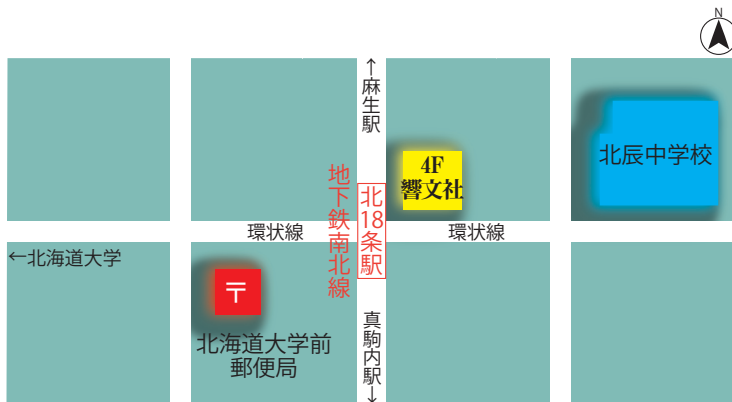 N
↑麻生駅
4F
響文社
北辰中学校
地下鉄南北線
北18条駅
環状線
環状線
←北海道大学
〒
北海道大学前
郵便局
真駒内駅↓